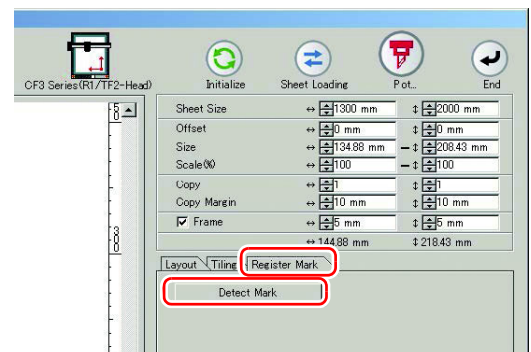 CF3 Series(R1/TF2-Head) Initialize Sheet Loading Pot... End
Sheet Size ↔ 1300 mm ↕ 2000 mm
Offset ↔ 0 mm ↕ 0 mm
Size ↔ 134.88 mm ↕ 208.43 mm
Scale(%) ↔ 100 ↕ 100
Copy ↔ 1 ↕ 1
Copy Margin ↔ 10 mm ↕ 10 mm
Frame ↔ 5 mm ↕ 5 mm
↔ 144.88 mm ↕ 218.43 mm
Layout Tiling Register Mark
Detect Mark